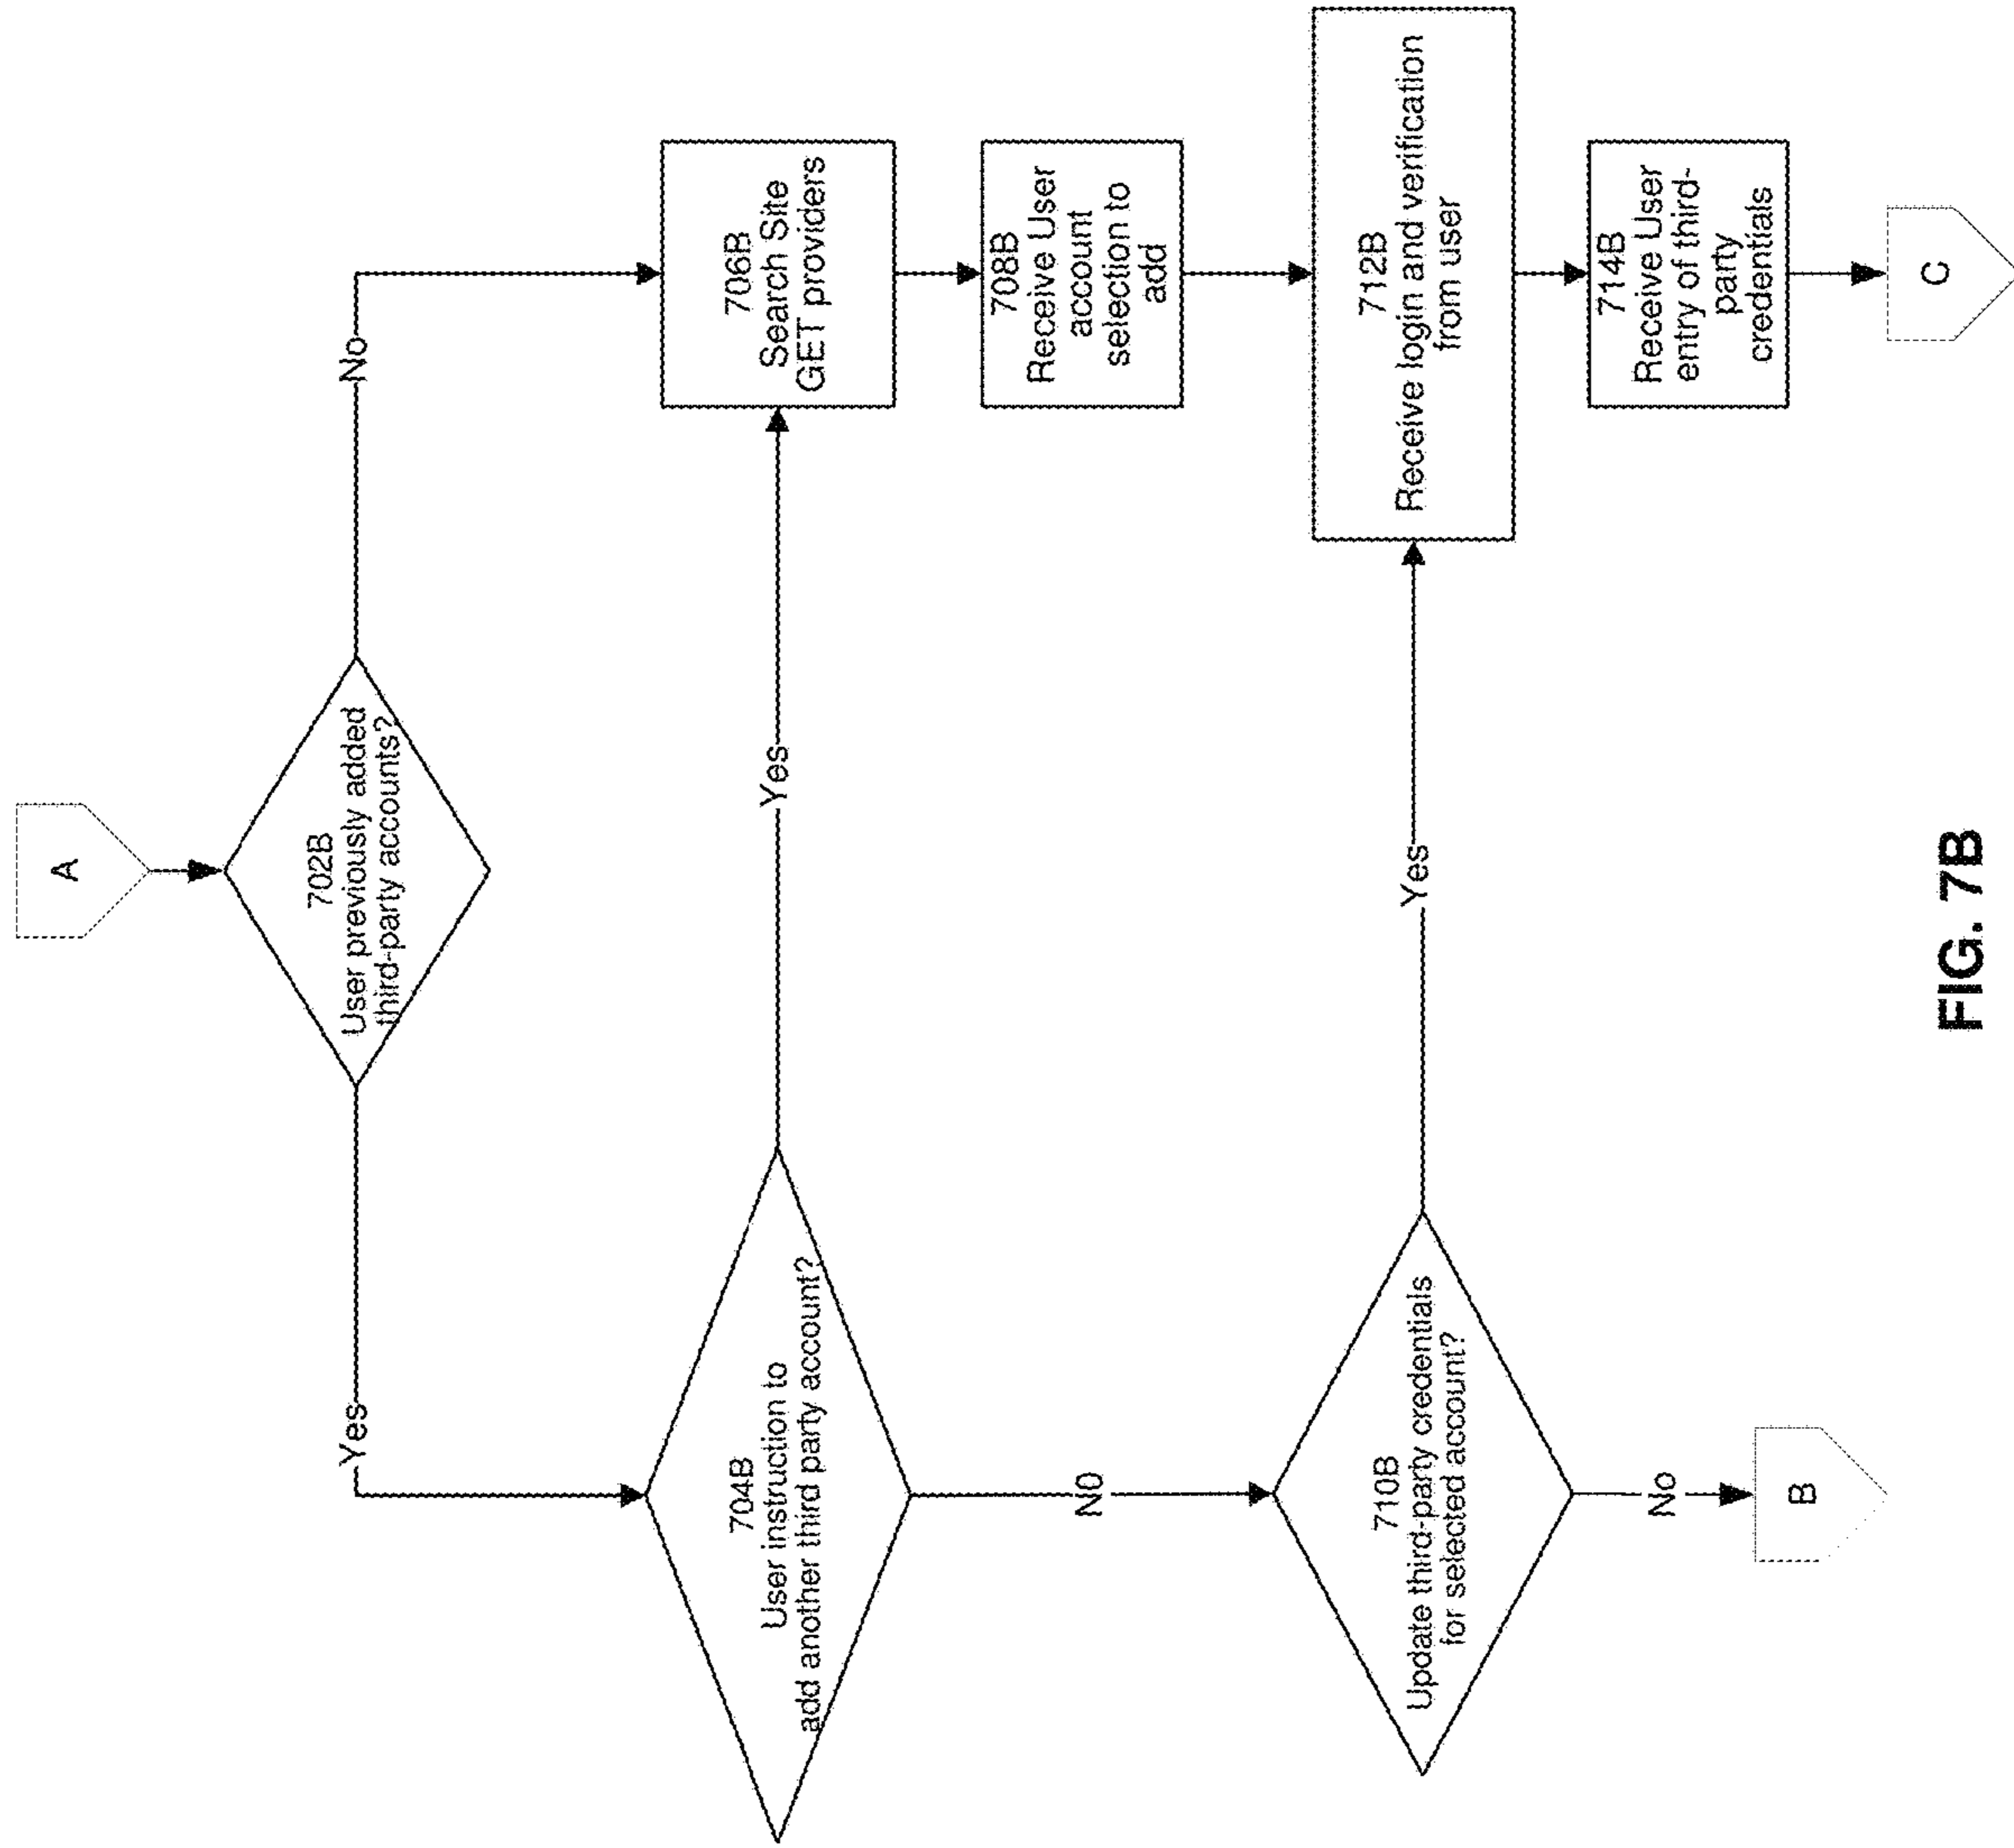 A
702B
User previously added
third-party accounts?
Yes
No
704B
User instruction to
add another third party account?
Yes
706B
Search Site
GET providers
708B
Receive User
account
selection to
add
N0
710B
Update third-party credentials
for selected account?
Yes
712B
Receive login and verification
from user
714B
Receive User
entry of third-
party
credentials
No
B
C
FIG. 7B